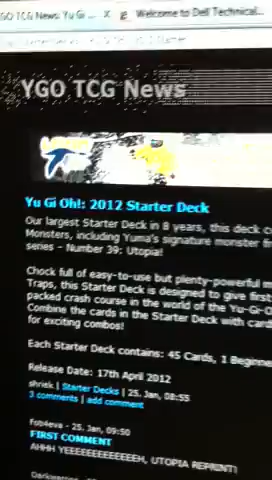 YGO TCG News: Yu Gi ... X
Welcome to Dell Technical...
YGO TCG News
Yu Gi Oh!: 2012 Starter Deck
Our largest Starter Deck in 8 years, this deck
Monsters, including Yuma's signature monster
series - Number 39: Utopia!
Chock full of easy-to-use but plenty-powerful
Traps, this Starter Deck is designed to give first
packed crash course in the world of the Yu-Gi-O
Combine the cards in the Starter Deck with
for exciting combos!
Each Starter Deck contains: 45 Cards, 1 Beginne
Release Date: 17th April 2012
shriek | Starter Decks | 25. Jan, 08:55
3 comments | add comment
fob4eva - 25. Jan, 09:50
FIRST COMMENT
AHHH YEEEEEEEEEEEEEH, UTOPIA REPRINT!